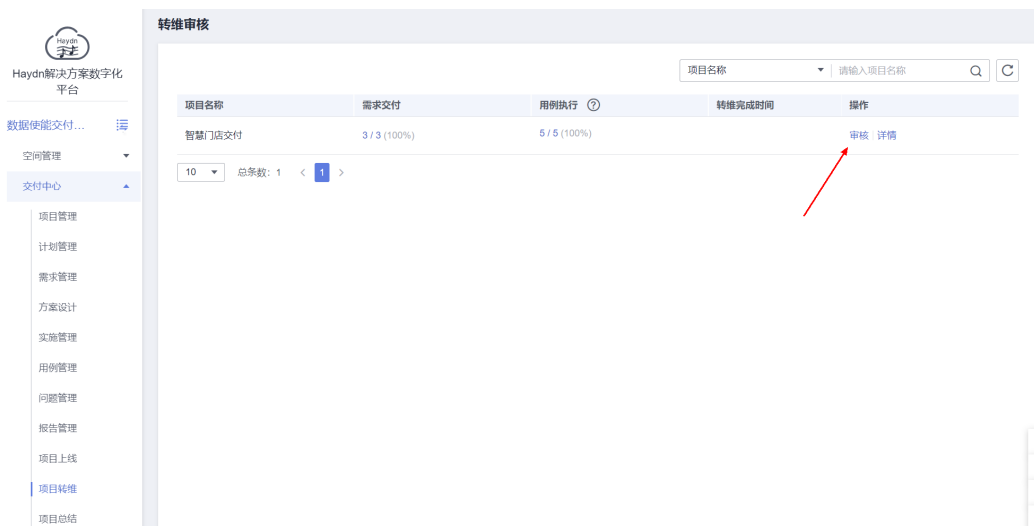 Haydn
Haydn解决方案数字化
平台
数据使能交付...
空间管理
交付中心
项目管理
计划管理
需求管理
方案设计
实施管理
用例管理
问题管理
报告管理
项目上线
项目转维
项目总结
转维审核
项目名称 请输入项目名称
项目名称 需求交付 用例执行 ? 转维完成时间 操作
智慧门店交付 3 / 3 (100%) 5 / 5 (100%) 审核 详情
10 总条数: 1 < 1 >